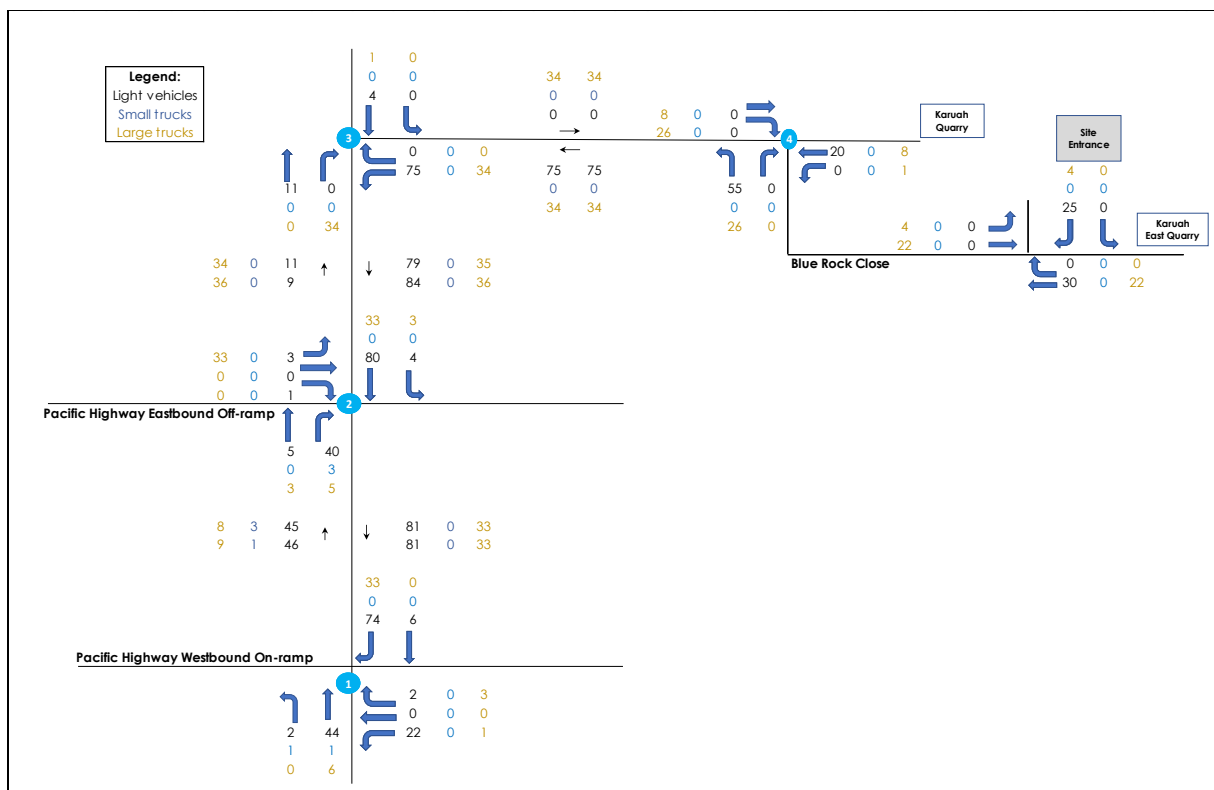 1 0
Legend:
0 0
34 34
Light vehicles
4 0
0 0
Small trucks
0 0
8 0 0
Karuah
Quarry
Large trucks
26 0 0
Site
Entrance
3
4
0 0 0
20 0 8
75 0 34
75 75
0 0 1
4 0
11 0
0 0
55 0
0 0
0 0
34 34
0 0
25 0
0 34
26 0
4 0 0
Karuah
East Quarry
22 0 0
34 0 11
79 0 35
Blue Rock Close
0 0 0
36 0 9
84 0 36
30 0 22
33 3
0 0
33 0 3
80 4
0 0 0
0 0 1
2
Pacific Highway Eastbound Off-ramp
5 40
0 3
3 5
8 3 45
81 0 33
9 1 46
81 0 33
33 0
0 0
74 6
Pacific Highway Westbound On-ramp
1
2 0 3
0 0 0
2 44
22 0 1
1 1
0 6